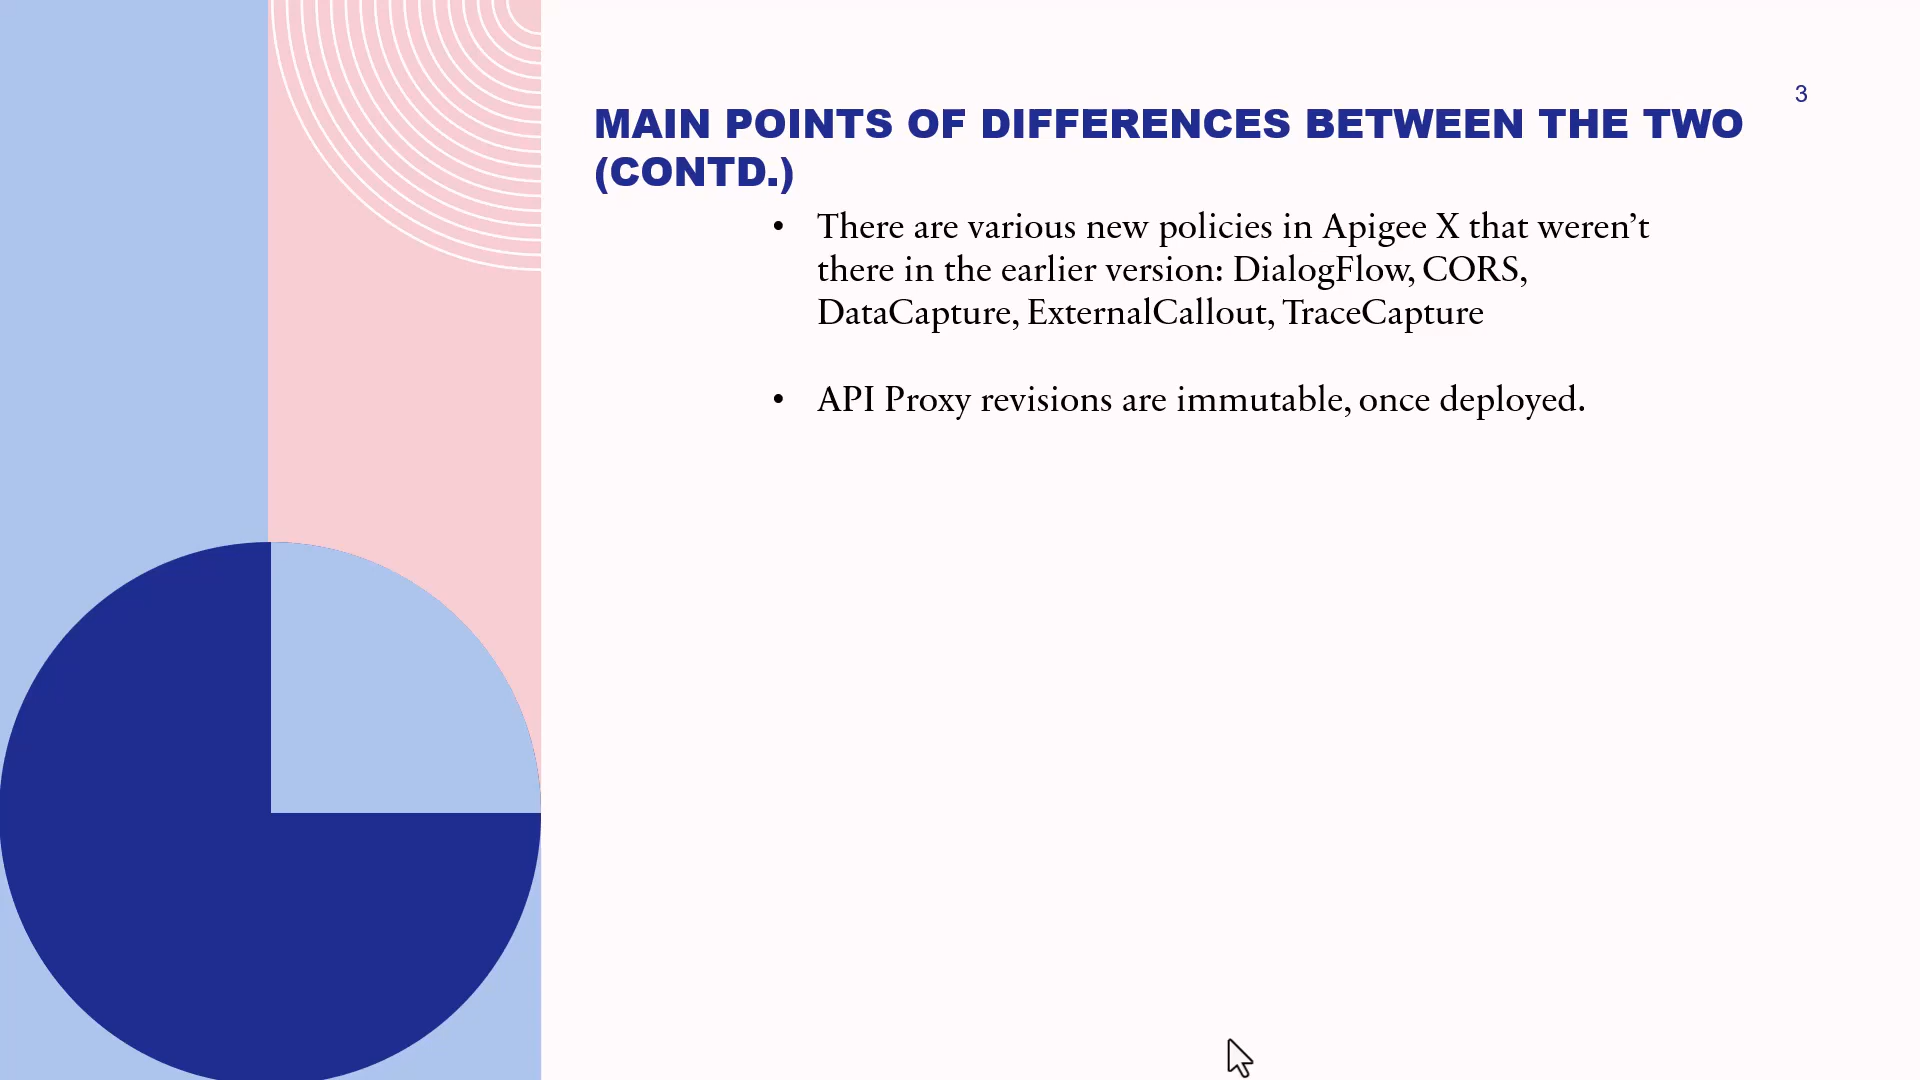 3
MAIN POINTS OF DIFFERENCES BETWEEN THE TWO
(CONTD.)
• There are various new policies in Apigee X that weren’t
there in the earlier version: DialogFlow, CORS,
DataCapture, ExternalCallout, TraceCapture
• API Proxy revisions are immutable, once deployed.